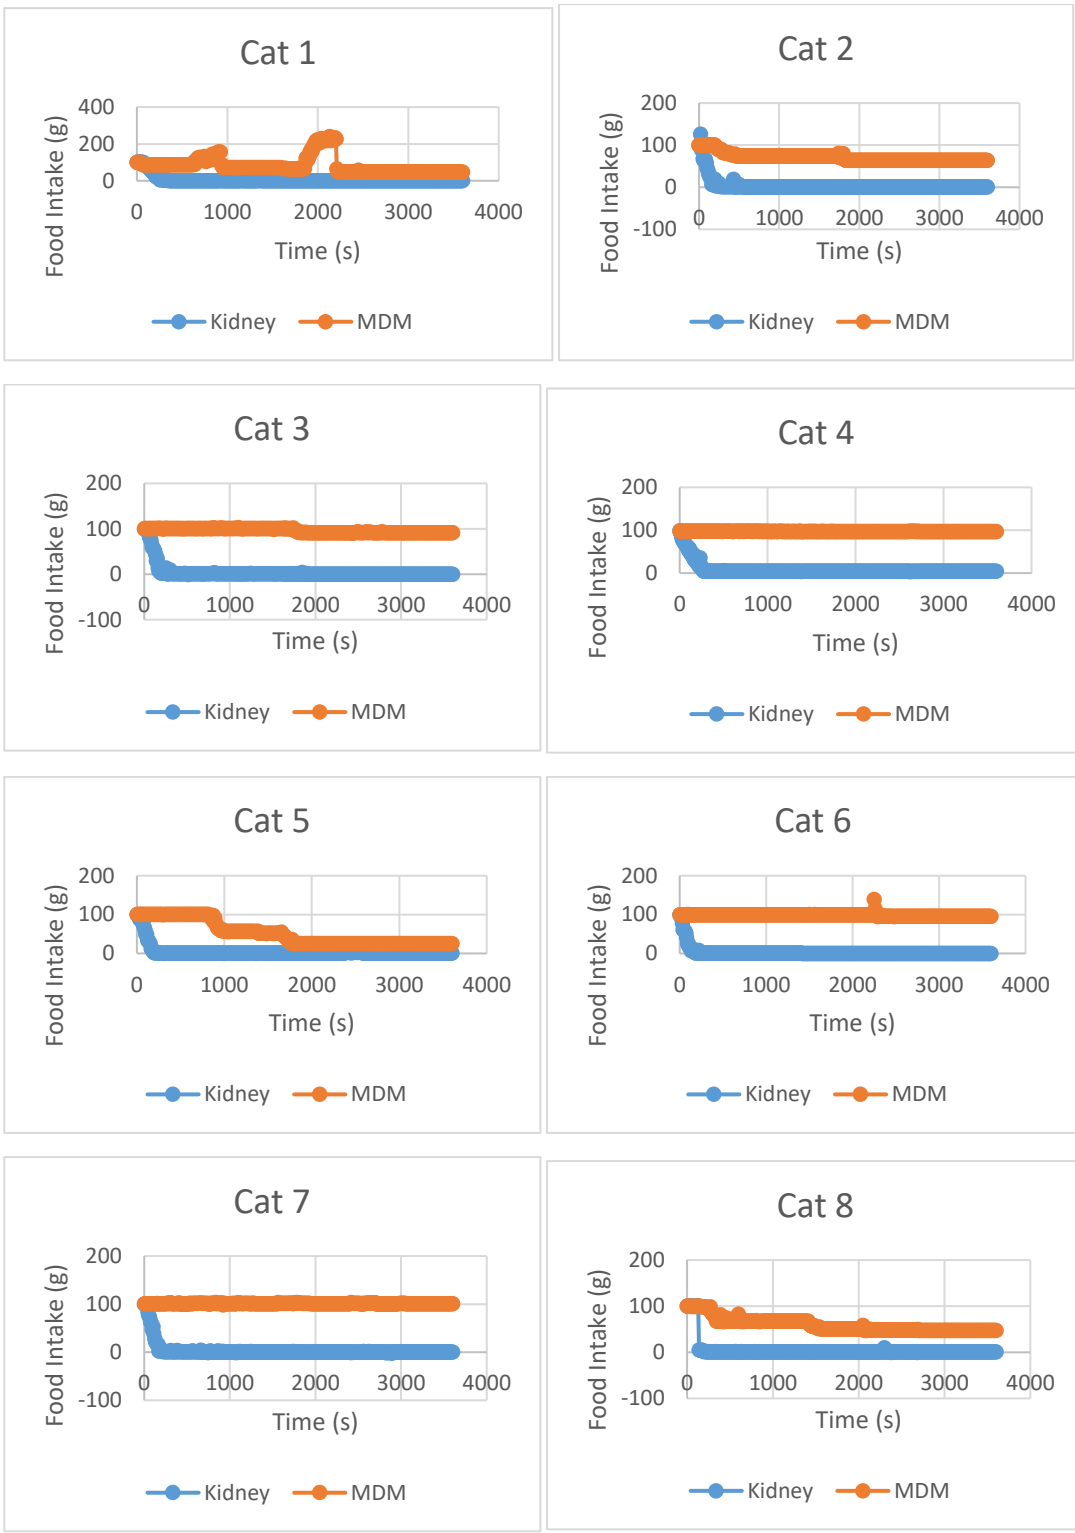 Cat 1
Food Intake (g)
400
200
0
0 1000 2000 3000 4000
Time (s)
Kidney MDM
Cat 2
Food Intake (g)
200
100
0
-100
0 1000 2000 3000 4000
Time (s)
Kidney MDM
Cat 3
Food Intake (g)
200
100
0
-100
0 1000 2000 3000 4000
Time (s)
Kidney MDM
Cat 4
Food Intake (g)
200
100
0
0 1000 2000 3000 4000
Time (s)
Kidney MDM
Cat 5
Food Intake (g)
200
100
0
0 1000 2000 3000 4000
Time (s)
Kidney MDM
Cat 6
Food Intake (g)
200
100
0
0 1000 2000 3000 4000
Time (s)
Kidney MDM
Cat 7
Food Intake (g)
200
100
0
-100
0 1000 2000 3000 4000
Time (s)
Kidney MDM
Cat 8
Food Intake (g)
200
100
0
-100
0 1000 2000 3000 4000
Time (s)
Kidney MDM